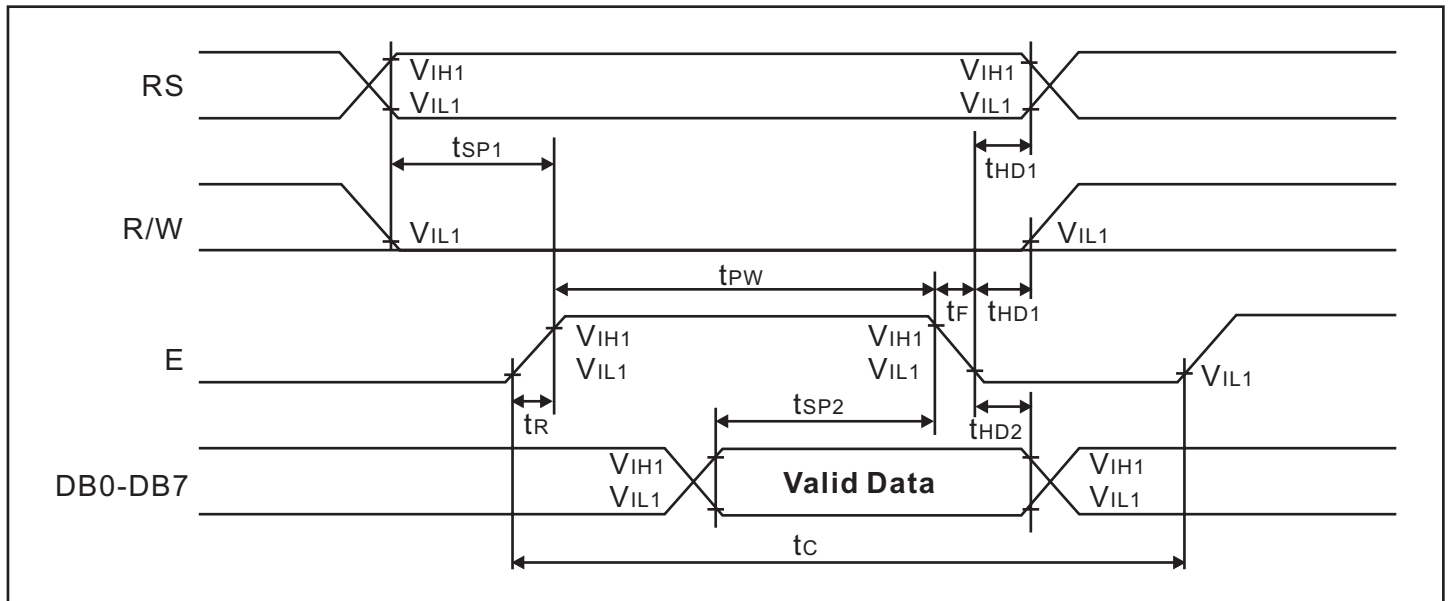 RS
VIH1
VIL1
VIH1
VIL1
tSP1
tHD1
R/W
VIL1
VIL1
tPW
tF
tHD1
E
VIH1
VIL1
VIH1
VIL1
VIL1
tR
tSP2
tHD2
DB0-DB7
VIH1
VIL1
Valid Data
VIH1
VIL1
tC